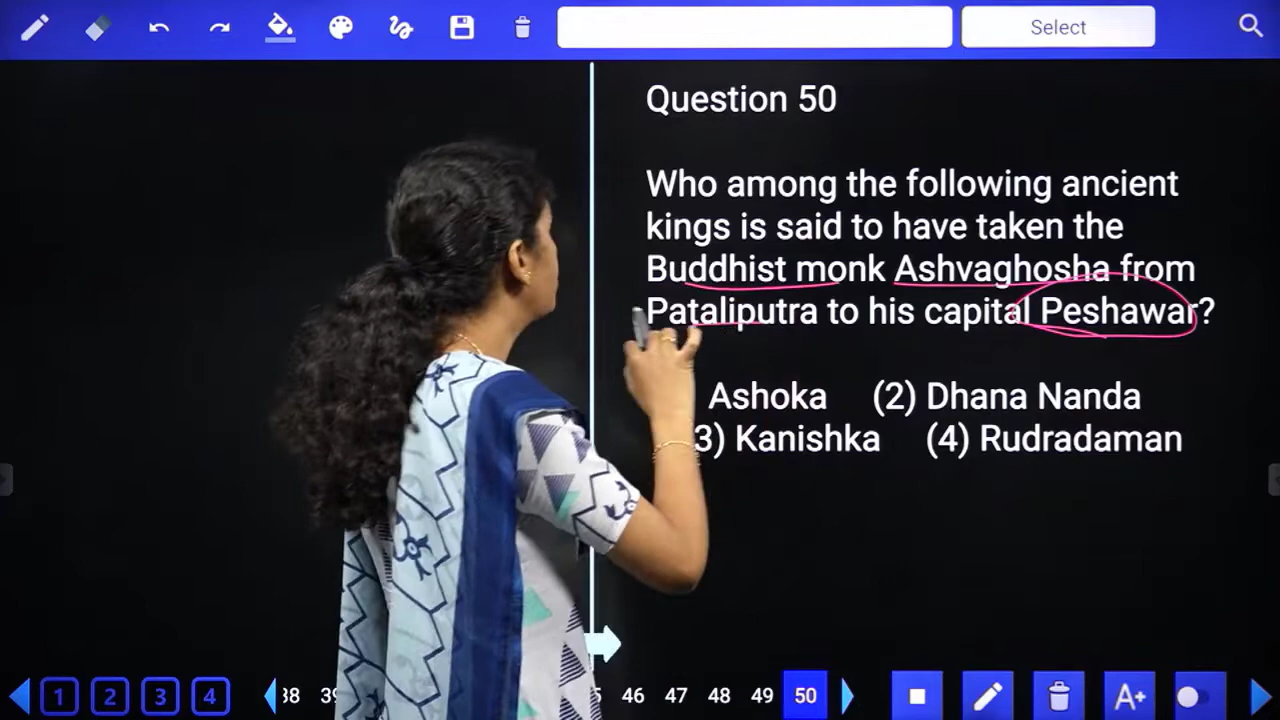 Select
Question 50
Who among the following ancient
kings is said to have taken the
Buddhist monk Ashvaghosha from
Pataliputra to his capital Peshawar?
Ashoka (2) Dhana Nanda
3) Kanishka (4) Rudradaman
1 2 3 4 38 39 46 47 48 49 50 A+